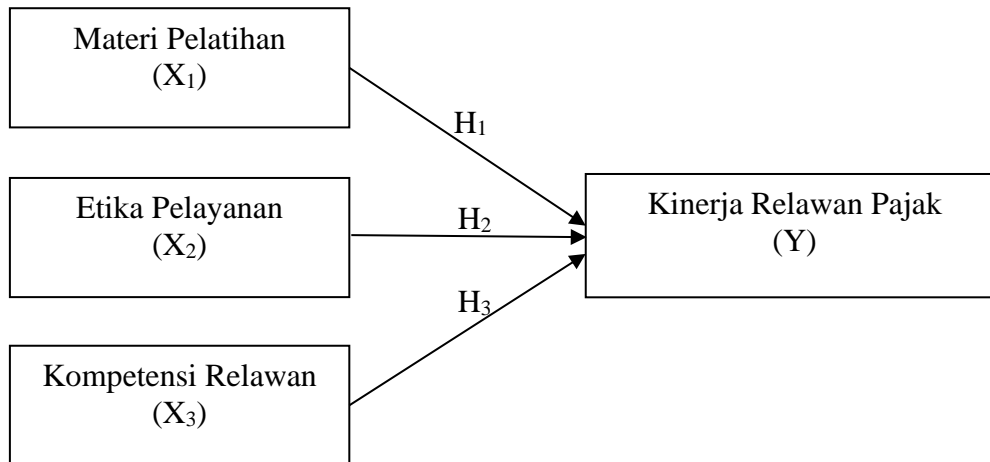 Materi Pelatihan
(X₁)
H₁
Etika Pelayanan
(X₂)
H₂
Kinerja Relawan Pajak
(Y)
H₃
Kompetensi Relawan
(X₃)